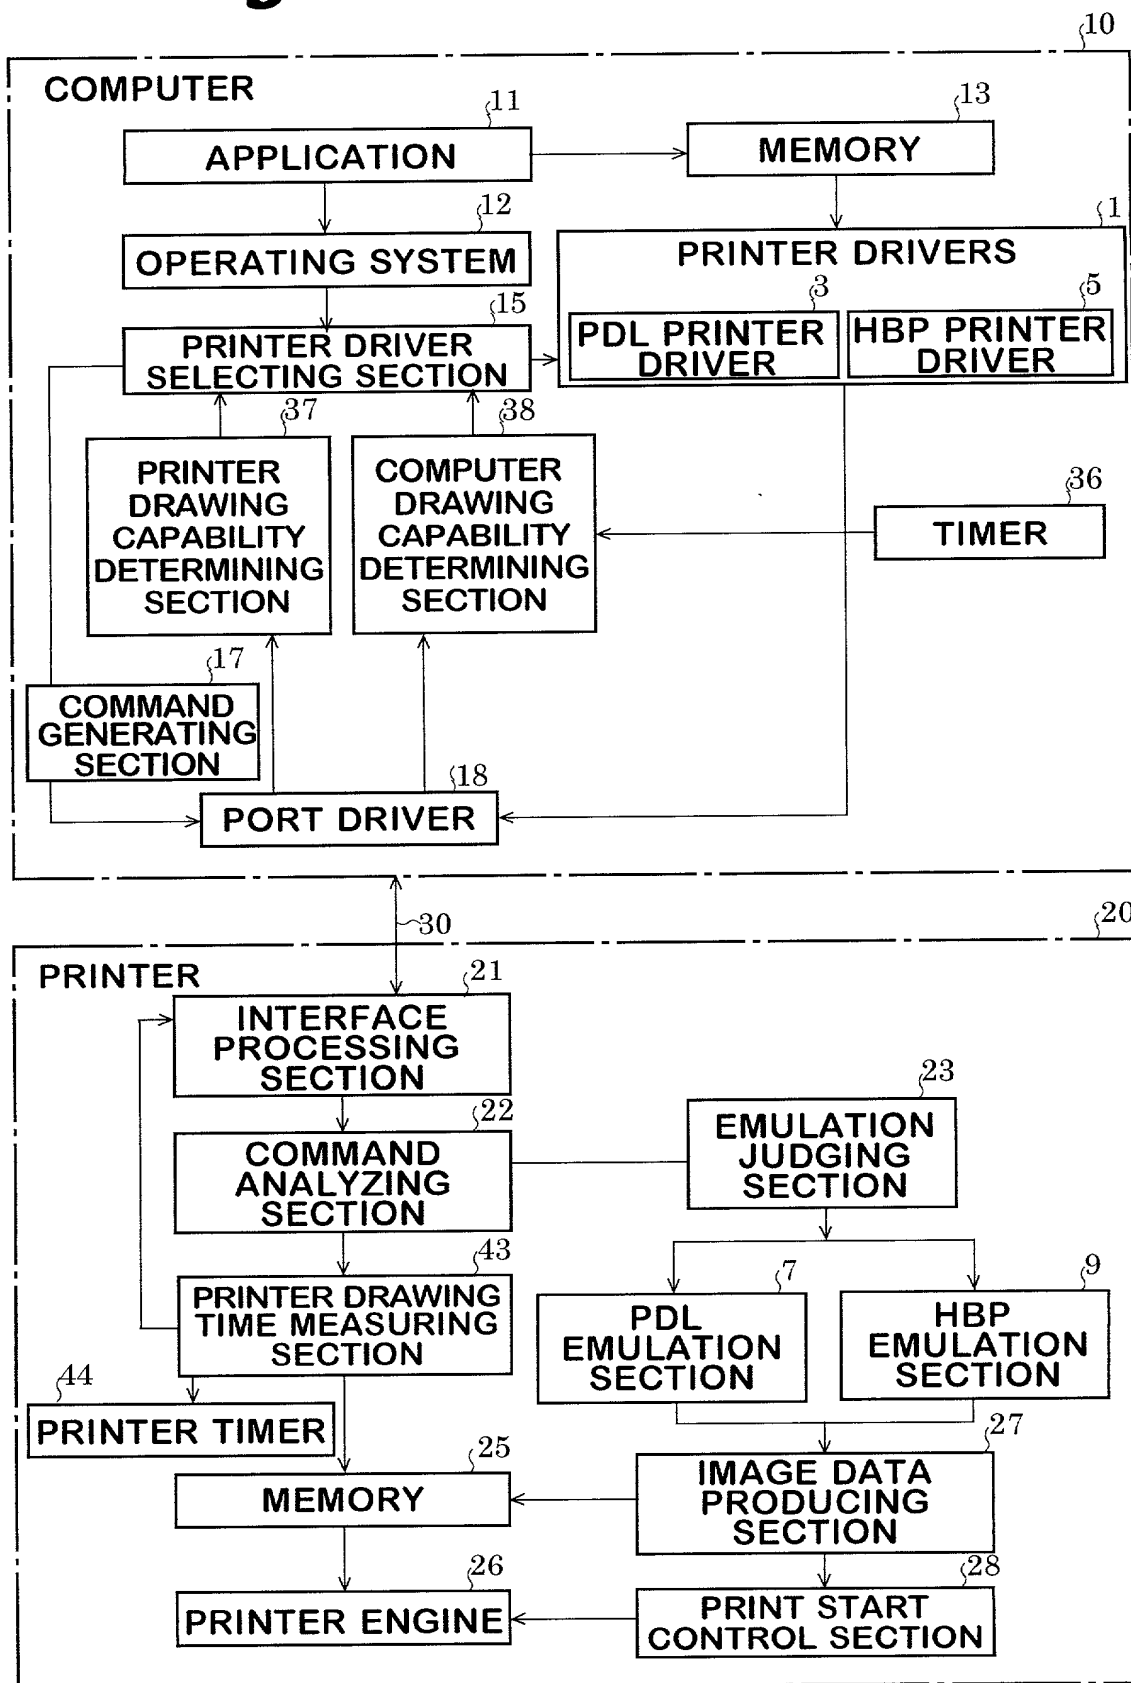 10
COMPUTER
11
APPLICATION
13
MEMORY
12
OPERATING SYSTEM
1
PRINTER DRIVERS
3
PDL PRINTER
DRIVER
5
HBP PRINTER
DRIVER
15
PRINTER DRIVER
SELECTING SECTION
37
PRINTER
DRAWING
CAPABILITY
DETERMINING
SECTION
38
COMPUTER
DRAWING
CAPABILITY
DETERMINING
SECTION
36
TIMER
17
COMMAND
GENERATING
SECTION
18
PORT DRIVER
30
20
PRINTER
21
INTERFACE
PROCESSING
SECTION
22
COMMAND
ANALYZING
SECTION
23
EMULATION
JUDGING
SECTION
43
PRINTER DRAWING
TIME MEASURING
SECTION
7
PDL
EMULATION
SECTION
9
HBP
EMULATION
SECTION
44
PRINTER TIMER
25
MEMORY
27
IMAGE DATA
PRODUCING
SECTION
26
PRINTER ENGINE
28
PRINT START
CONTROL SECTION